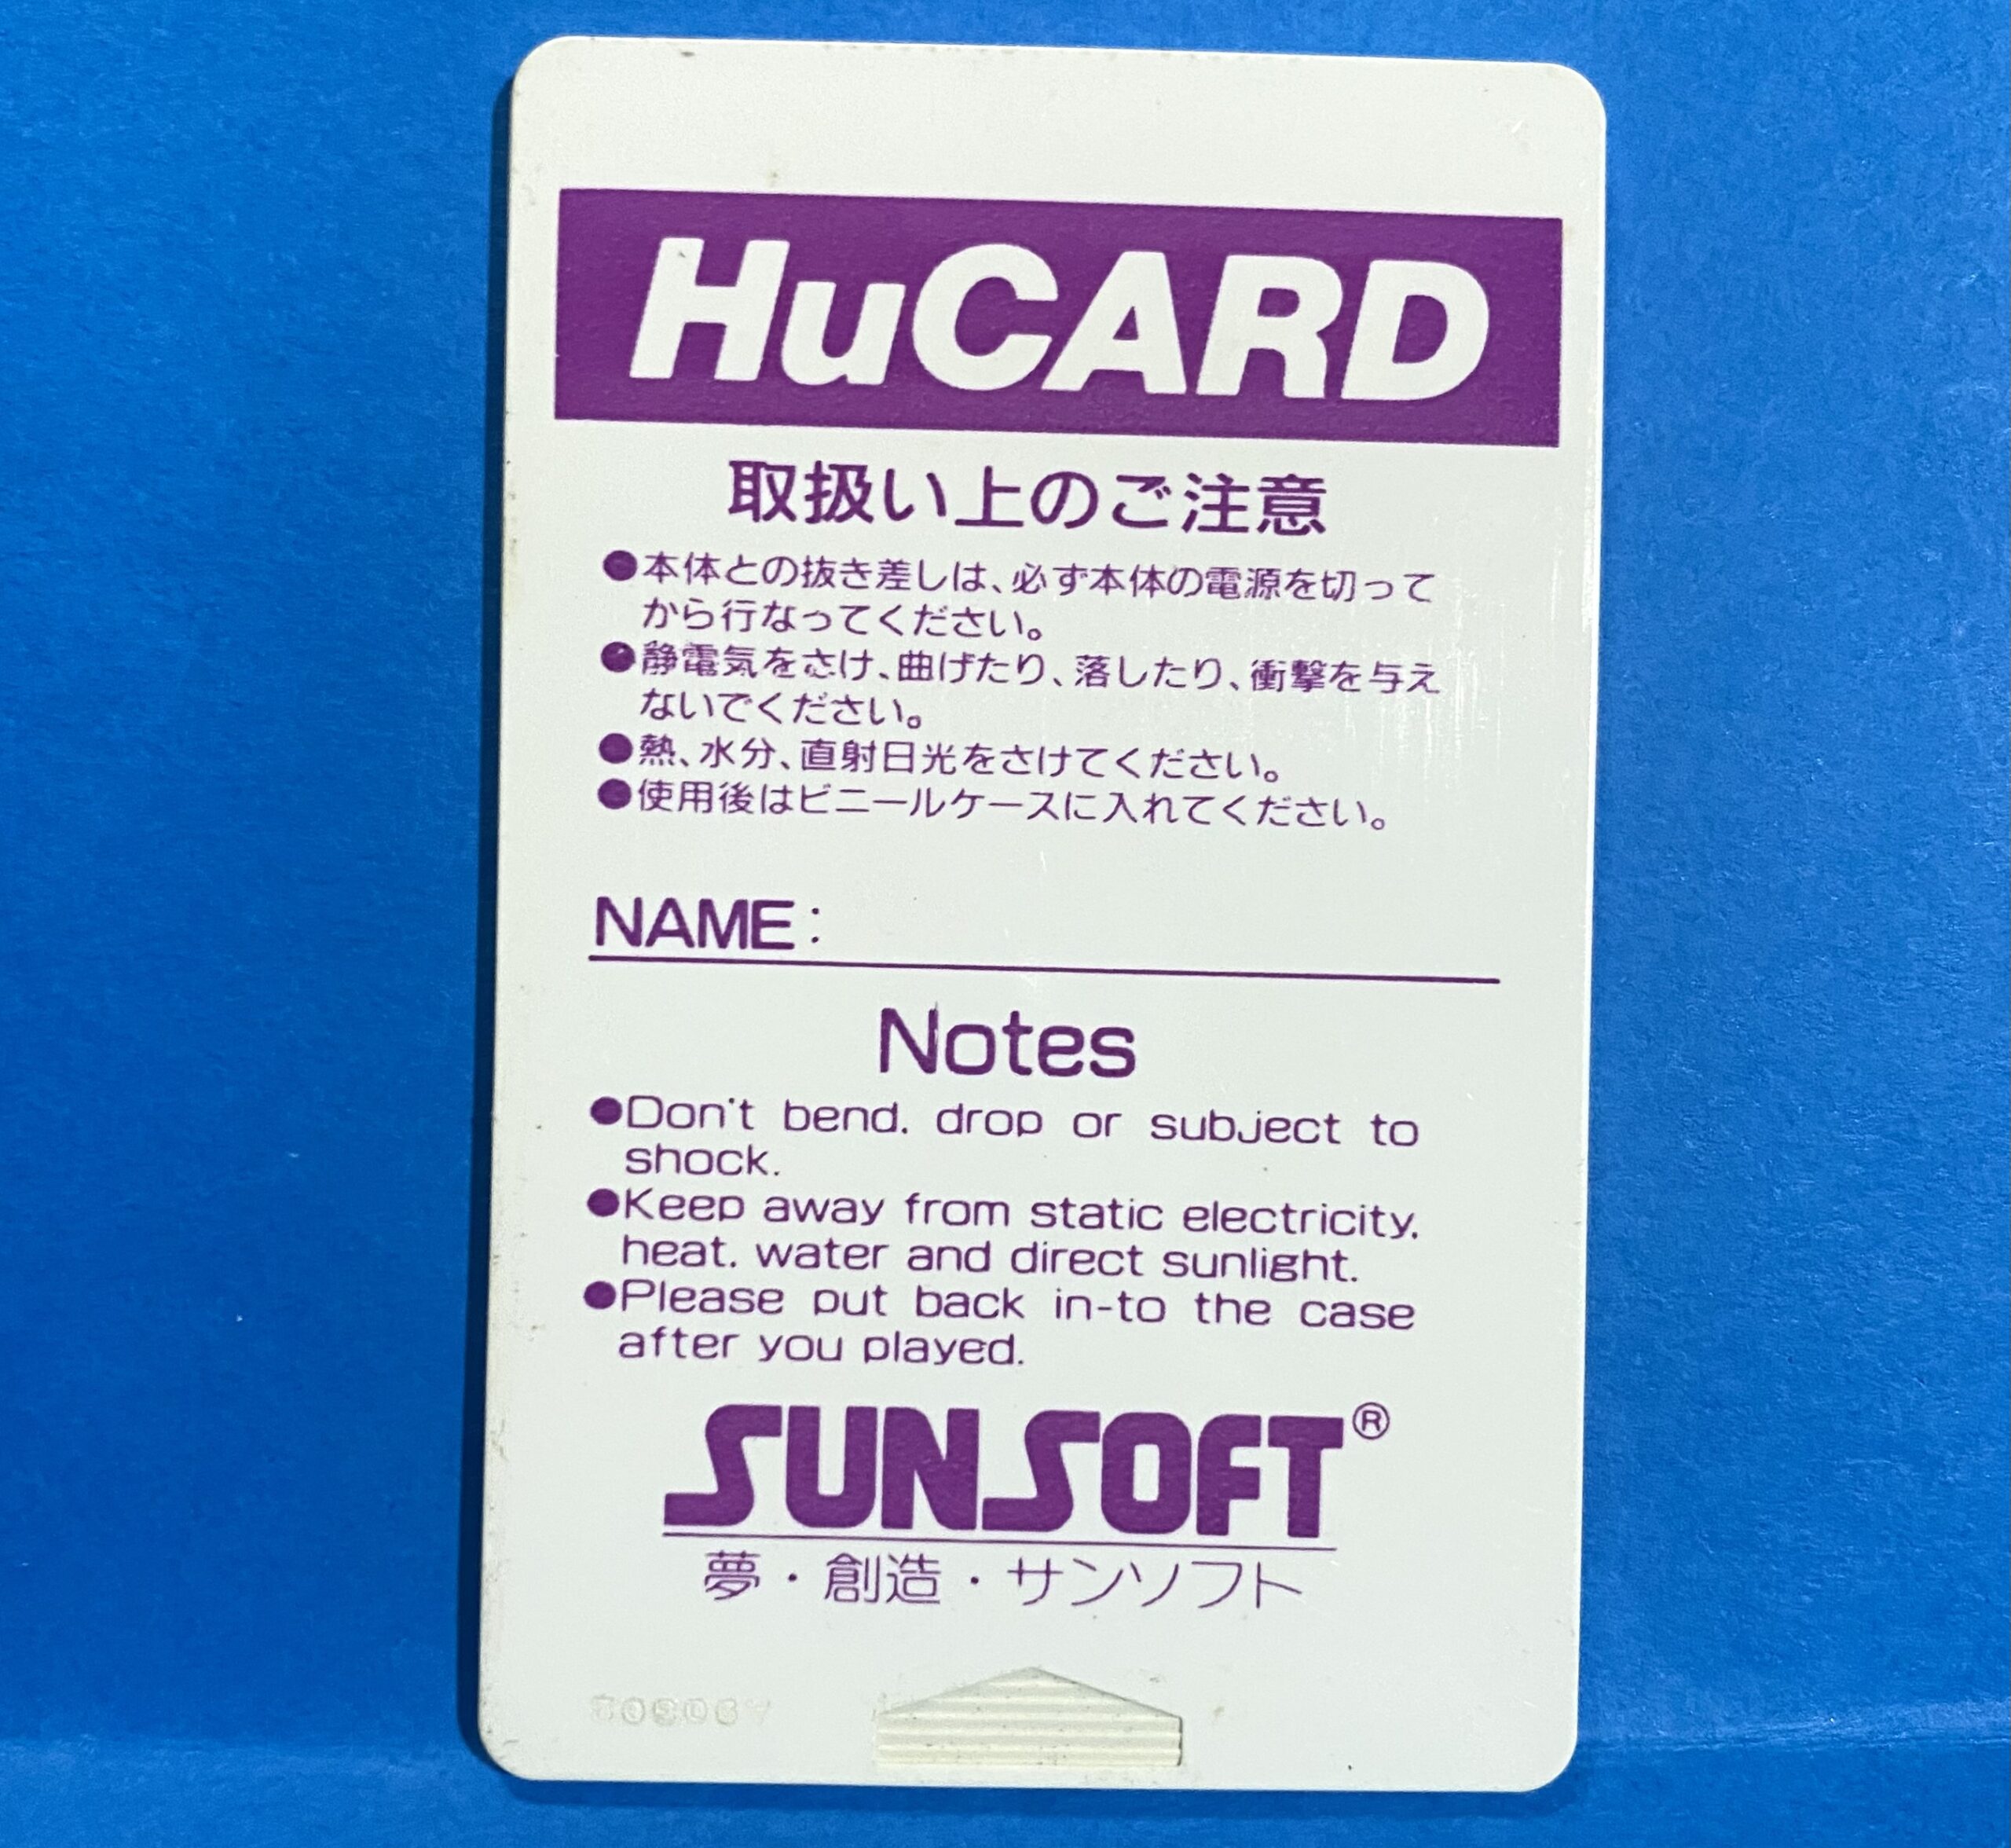 HuCARD
取扱い上のご注意
●本体との抜き差しは、必ず本体の電源を切って
から行なってください。
●静電気をさけ、曲げたり、落したり、衝撃を与え
ないでください。
●熱、水分、直射日光をさけてください。
●使用後はビニールケースに入れてください。
NAME:
Notes
●Don't bend. drop or subject to
shock.
●Keep away from static electricity.
heat. water and direct sunlight.
●Please put back in-to the case
after you played.
SUNSOFT®
夢・創造・サンソフト